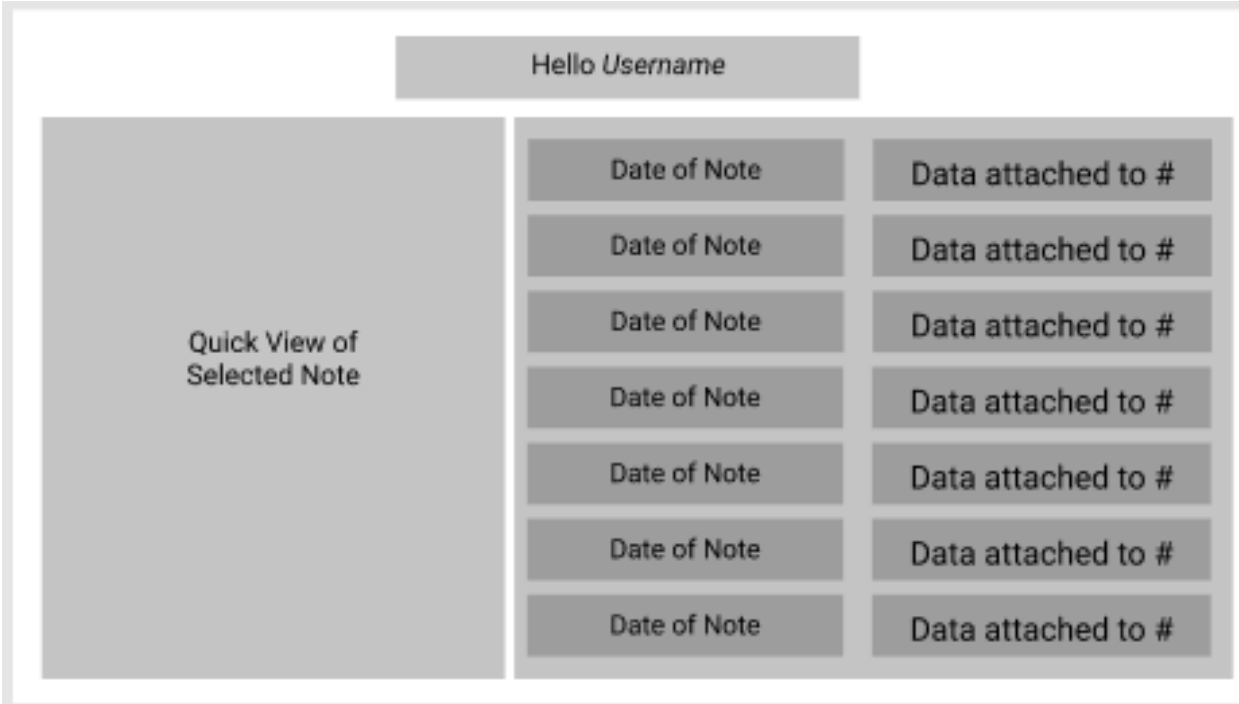 Hello Username
Quick View of
Selected Note
Date of Note Data attached to #
Date of Note Data attached to #
Date of Note Data attached to #
Date of Note Data attached to #
Date of Note Data attached to #
Date of Note Data attached to #
Date of Note Data attached to #